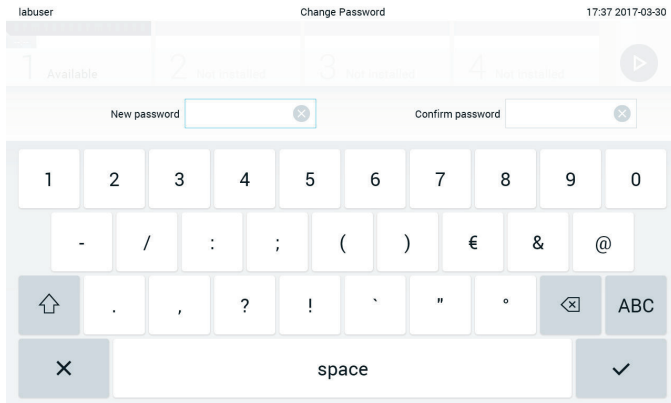 labuser Change Password 17:37 2017-03-30
1 Available 2 Not installed 3 Not installed 4 Not installed
New password Confirm password
1 2 3 4 5 6 7 8 9 0
- / : ; ( ) € & @
. , ? ! ` " ° ABC
space